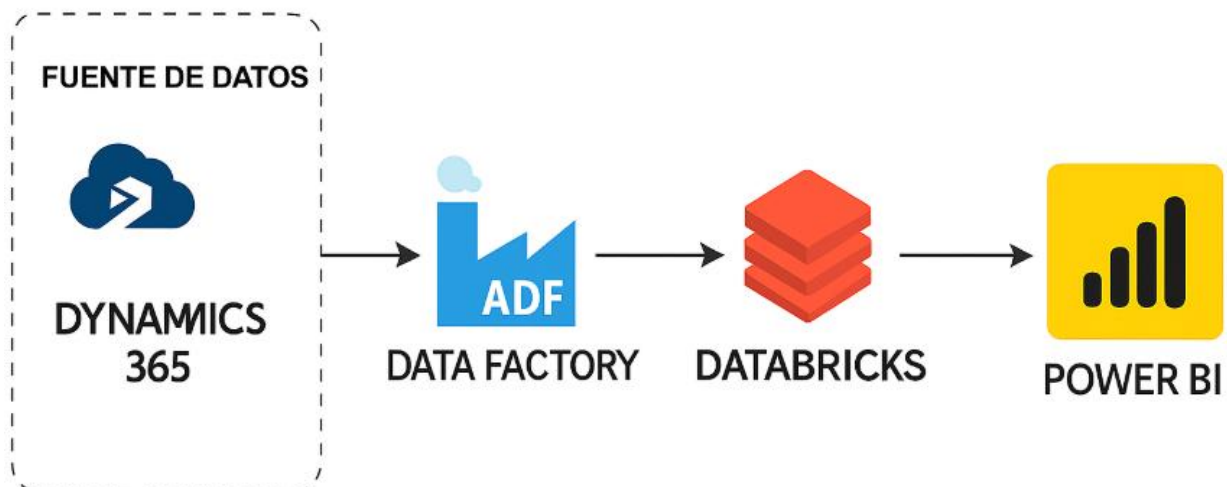 FUENTE DE DATOS
DYNAMICS
365
ADF
DATA FACTORY
DATABRICKS
POWER BI